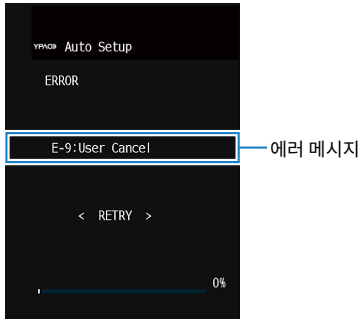 YPAO Auto Setup
ERROR
E-9:User Cancel
에러 메시지
< RETRY >
0%